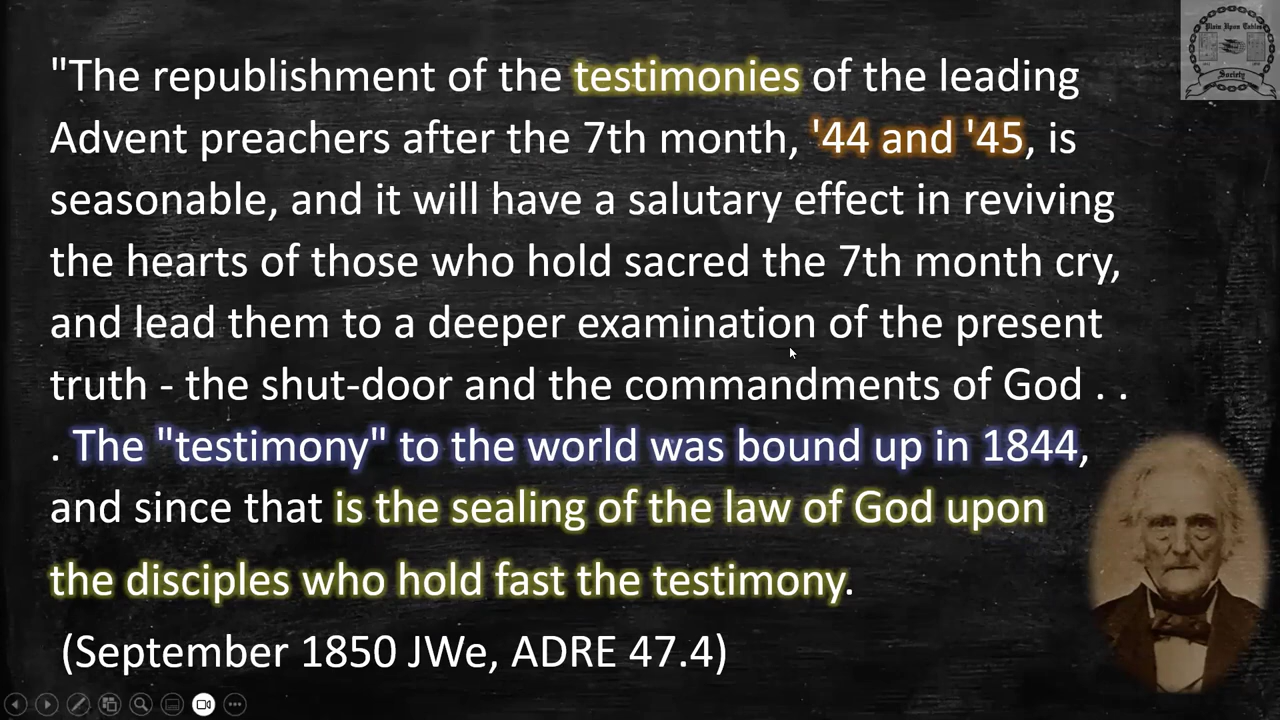 Plain Upon Tables
Society
"The republishment of the testimonies of the leading
Advent preachers after the 7th month, '44 and '45, is
seasonable, and it will have a salutary effect in reviving
the hearts of those who hold sacred the 7th month cry,
and lead them to a deeper examination of the present
truth - the shut-door and the commandments of God . .
. The "testimony" to the world was bound up in 1844,
and since that is the sealing of the law of God upon
the disciples who hold fast the testimony.
(September 1850 JWe, ADRE 47.4)